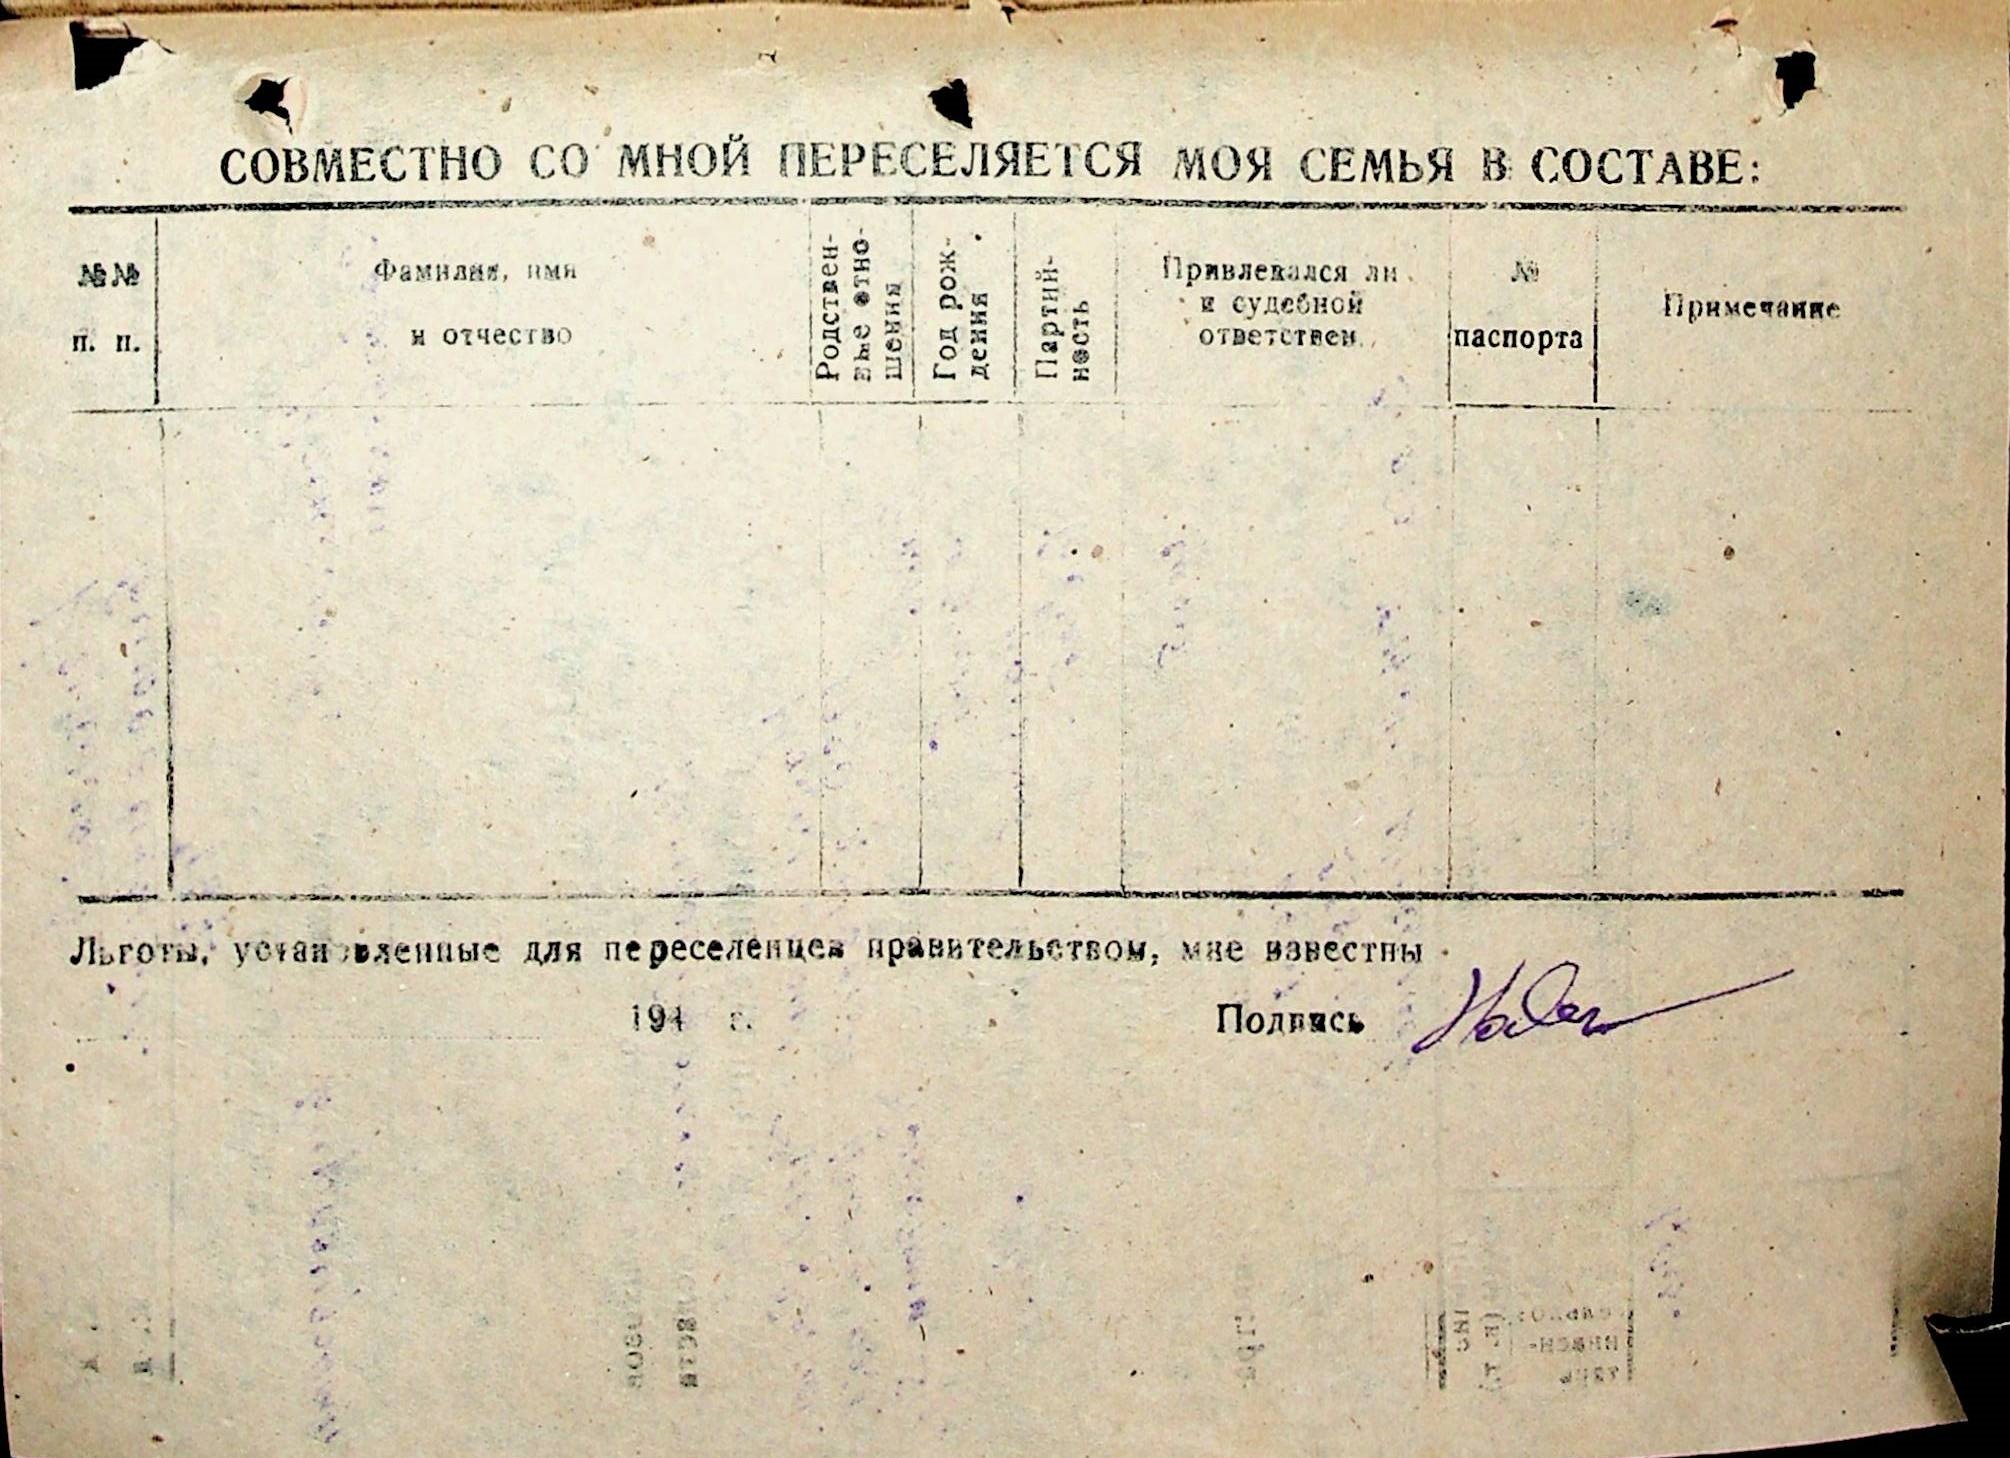 СОВМЕСТНО СО МНОЙ ПЕРЕСЕЛЯЕТСЯ МОЯ СЕМЬЯ В СОСТАВЕ:
№№
п. п.
Фамилия, имя
и отчество
Родствен-
ные отно-
шения
Год рож-
дения
Партий-
ность
Привлекался ли
к судебной
ответствен.
№
паспорта
Примечание
Льготы, установленные для переселенцев правительством, мне известны
194 г.
Подпись